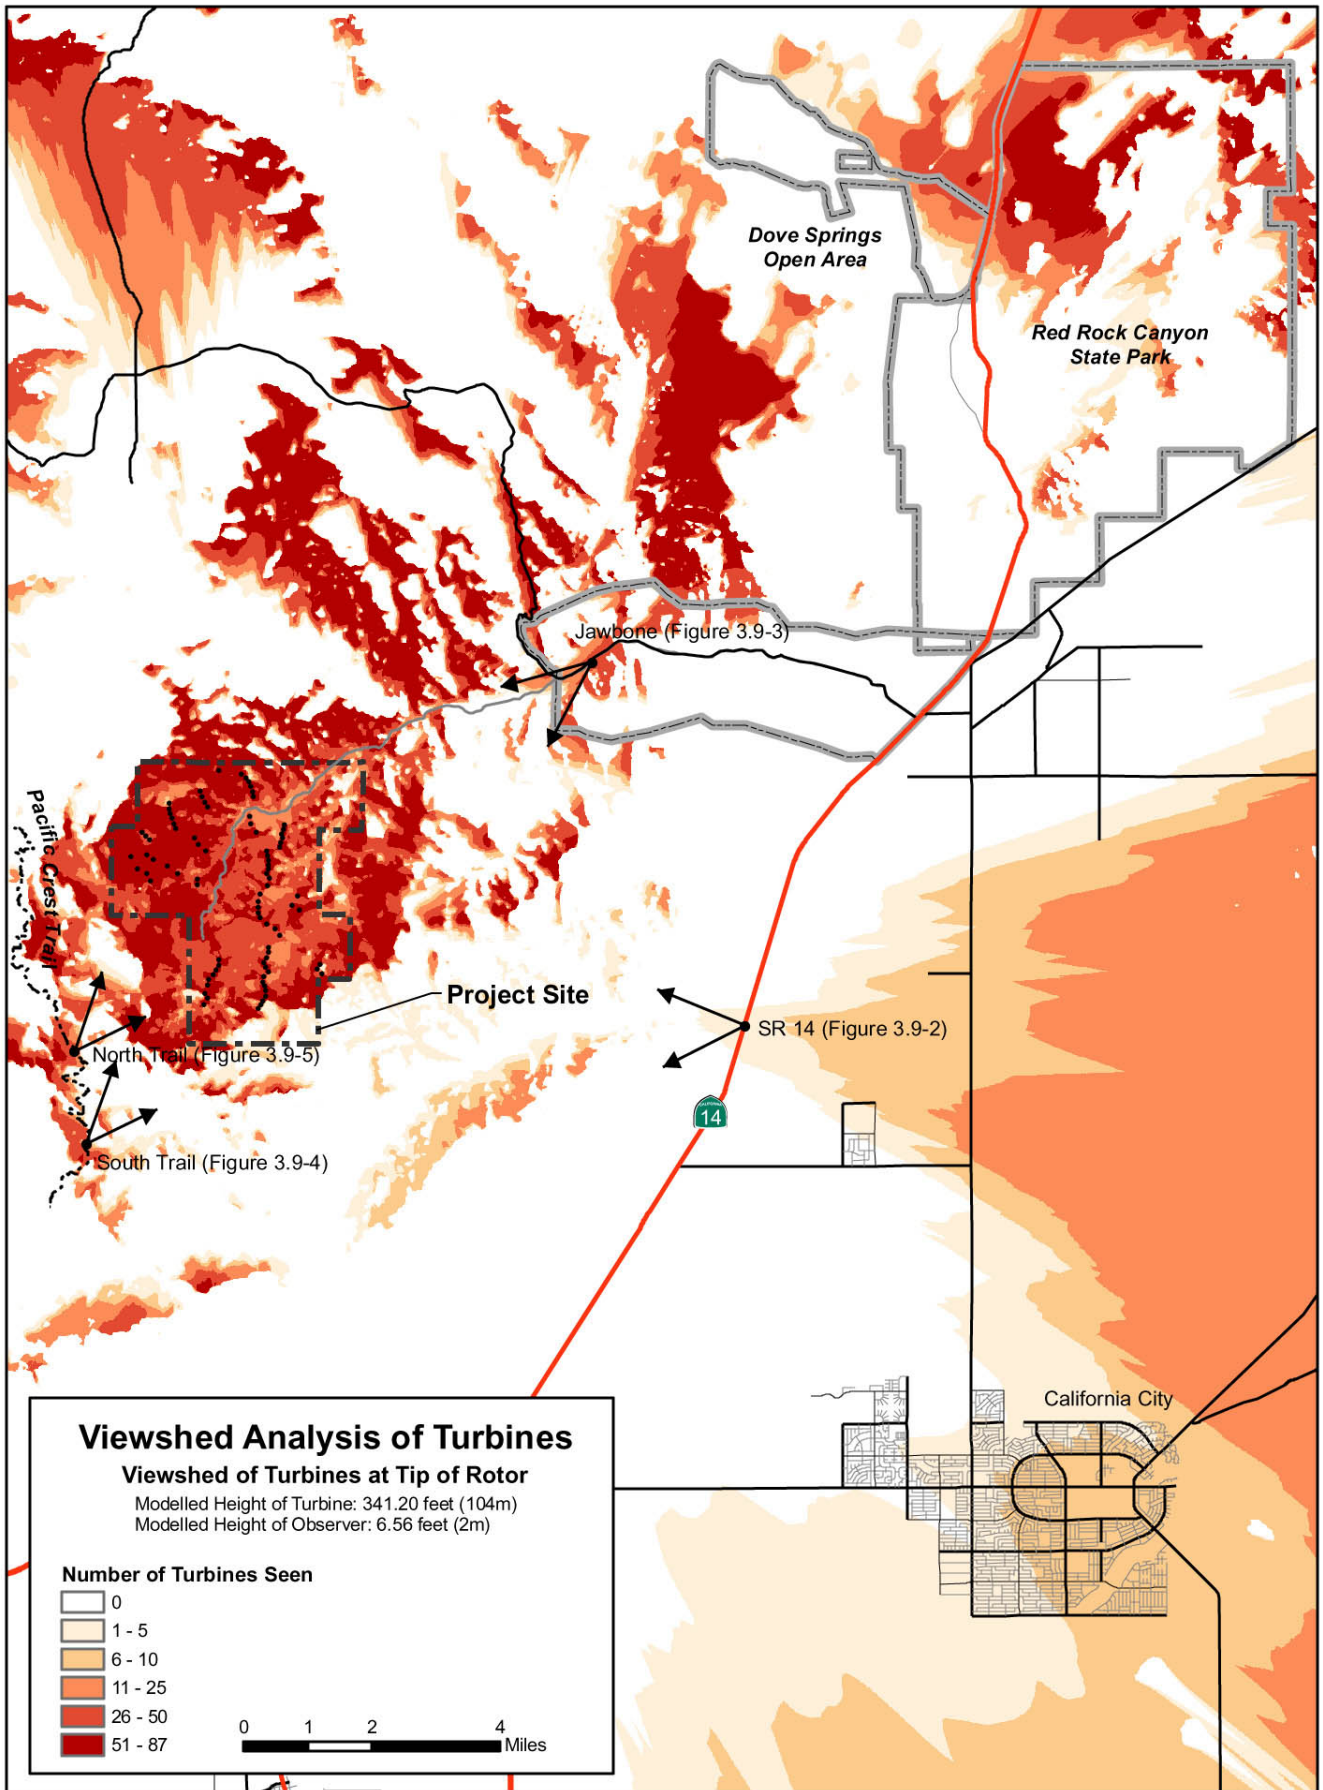 Dove Springs
Open Area
Red Rock Canyon
State Park
Jawbone (Figure 3.9-3)
Pacific Crest Trail
Project Site
SR 14 (Figure 3.9-2)
North Trail (Figure 3.9-5)
CALIFORNIA
14
South Trail (Figure 3.9-4)
California City
Viewshed Analysis of Turbines
Viewshed of Turbines at Tip of Rotor
Modelled Height of Turbine: 341.20 feet (104m)
Modelled Height of Observer: 6.56 feet (2m)
Number of Turbines Seen
0
1 - 5
6 - 10
11 - 25
26 - 50
51 - 87
0 1 2 4
Miles